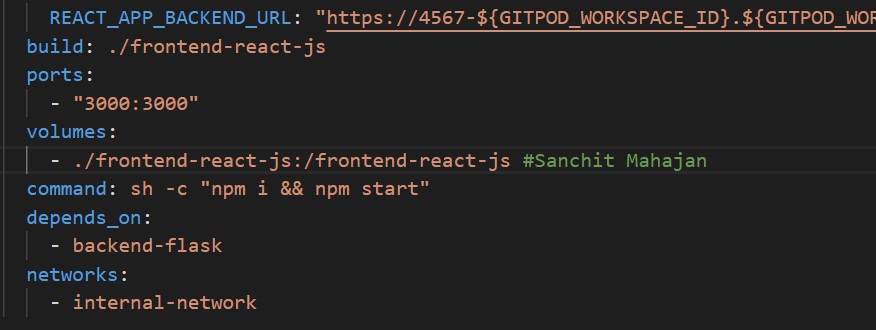 REACT_APP_BACKEND_URL: "https://4567-${GITPOD_WORKSPACE_ID}.${GITPOD_WOR
build: ./frontend-react-js
ports:
- "3000:3000"
volumes:
- ./frontend-react-js:/frontend-react-js #Sanchit Mahajan
command: sh -c "npm i && npm start"
depends_on:
- backend-flask
networks:
- internal-network